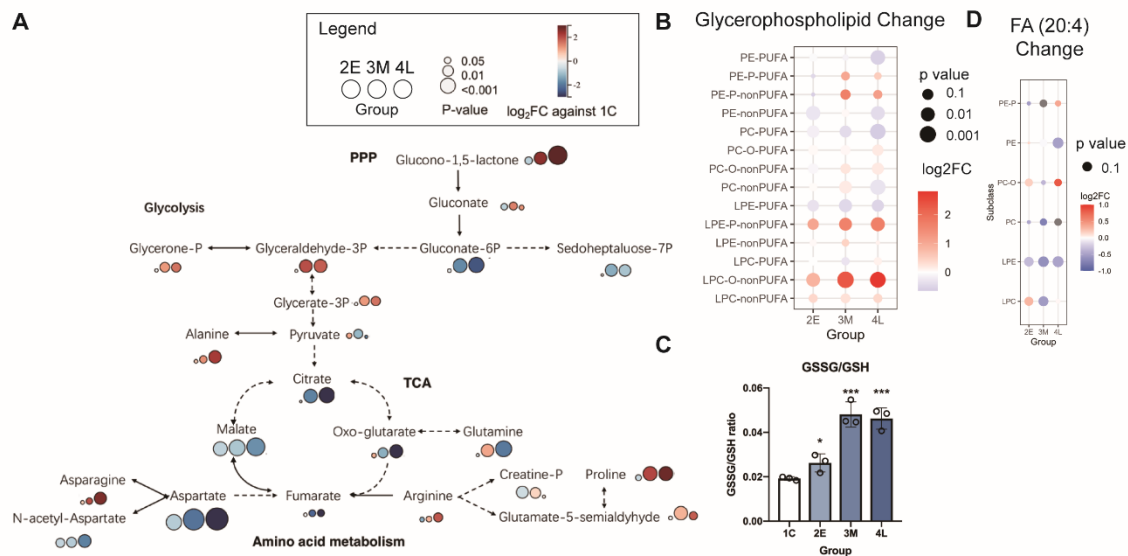 A
Legend
2E 3M 4L
Group
0.05
0.01
<0.001
P-value
2
0
-2
log2FC against 1C
PPP
Glucono-1,5-lactone
Gluconate
Glycolysis
Glycerone-P
Glyceraldehyde-3P
Gluconate-6P
Sedoheptaluose-7P
Glycerate-3P
Alanine
Pyruvate
Citrate
TCA
Malate
Oxo-glutarate
Glutamine
Asparagine
Creatine-P
Proline
Aspartate
Fumarate
Arginine
N-acetyl-Aspartate
Glutamate-5-semialdyhyde
Amino acid metabolism
B
Glycerophospholipid Change
PE-PUFA
PE-P-PUFA
PE-P-nonPUFA
PE-nonPUFA
PC-PUFA
PC-O-PUFA
PC-O-nonPUFA
PC-nonPUFA
LPE-PUFA
LPE-P-nonPUFA
LPE-nonPUFA
LPC-PUFA
LPC-O-nonPUFA
LPC-nonPUFA
2E 3M 4L
Group
p value
0.1
0.01
0.001
log2FC
2
1
0
C
GSSG/GSH
GSSG/GSH ratio
0.06
0.04
0.02
0.00
*
***
***
1C 2E 3M 4L
Group
D
FA (20:4)
Change
Subclass
PE-P
PE
PC-O
PC
LPE
LPC
2E 3M 4L
Group
p value
0.1
log2FC
1.0
0.5
0.0
-0.5
-1.0